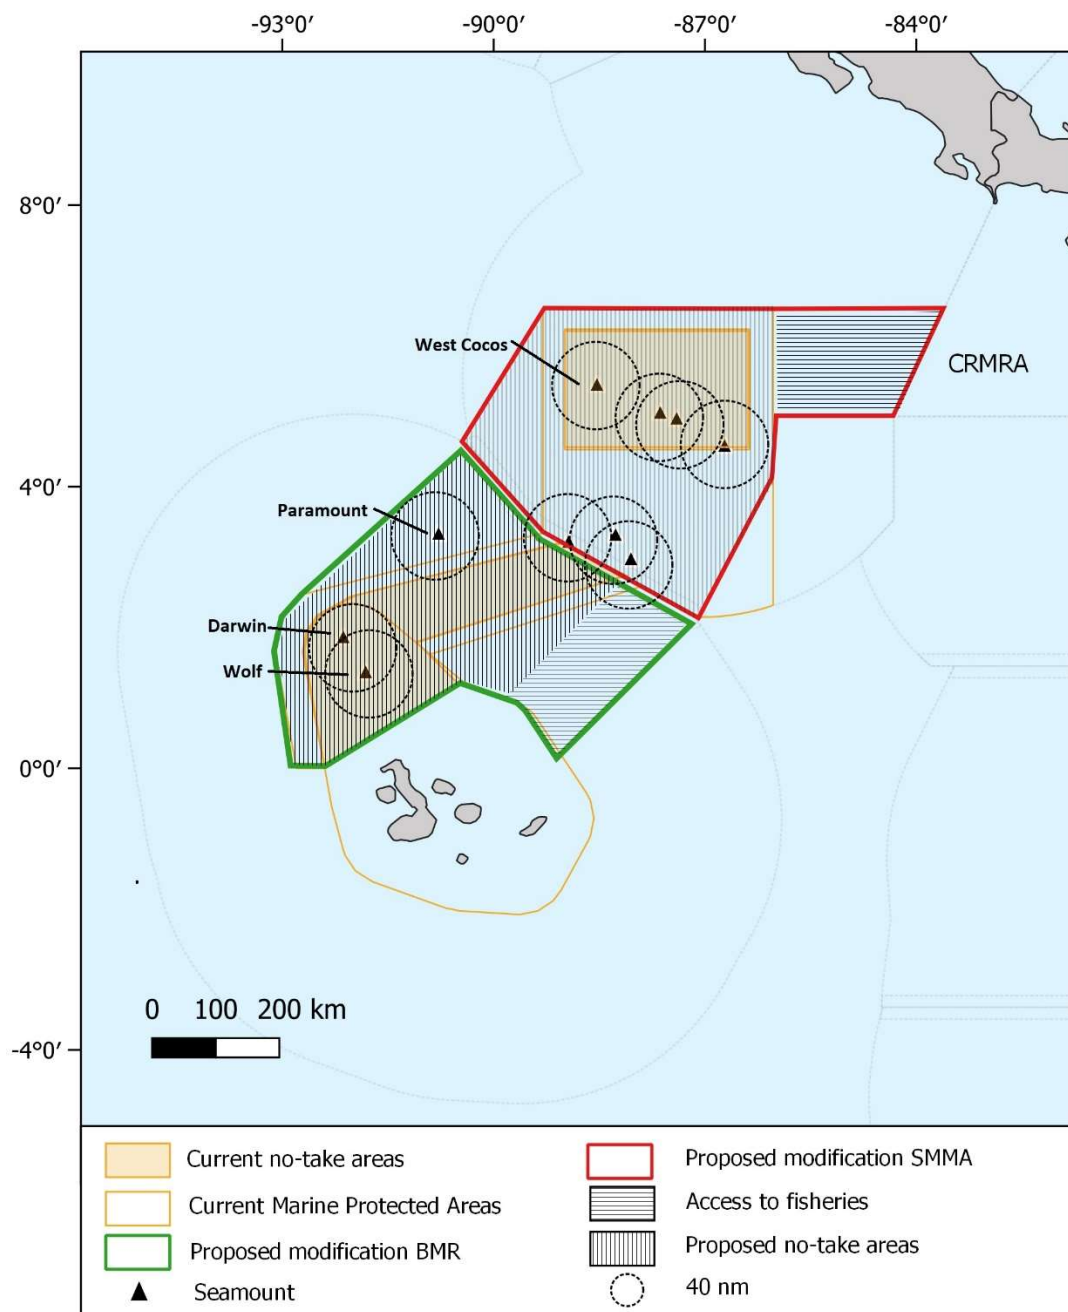 -93°0′ -90°0′ -87°0′ -84°0′
8°0′
West Cocos
CRMRA
4°0′
Paramount
Darwin
Wolf
0°0′
0 100 200 km
-4°0′
Current no-take areas
Current Marine Protected Areas
Proposed modification BMR
Seamount
Proposed modification SMMA
Access to fisheries
Proposed no-take areas
40 nm